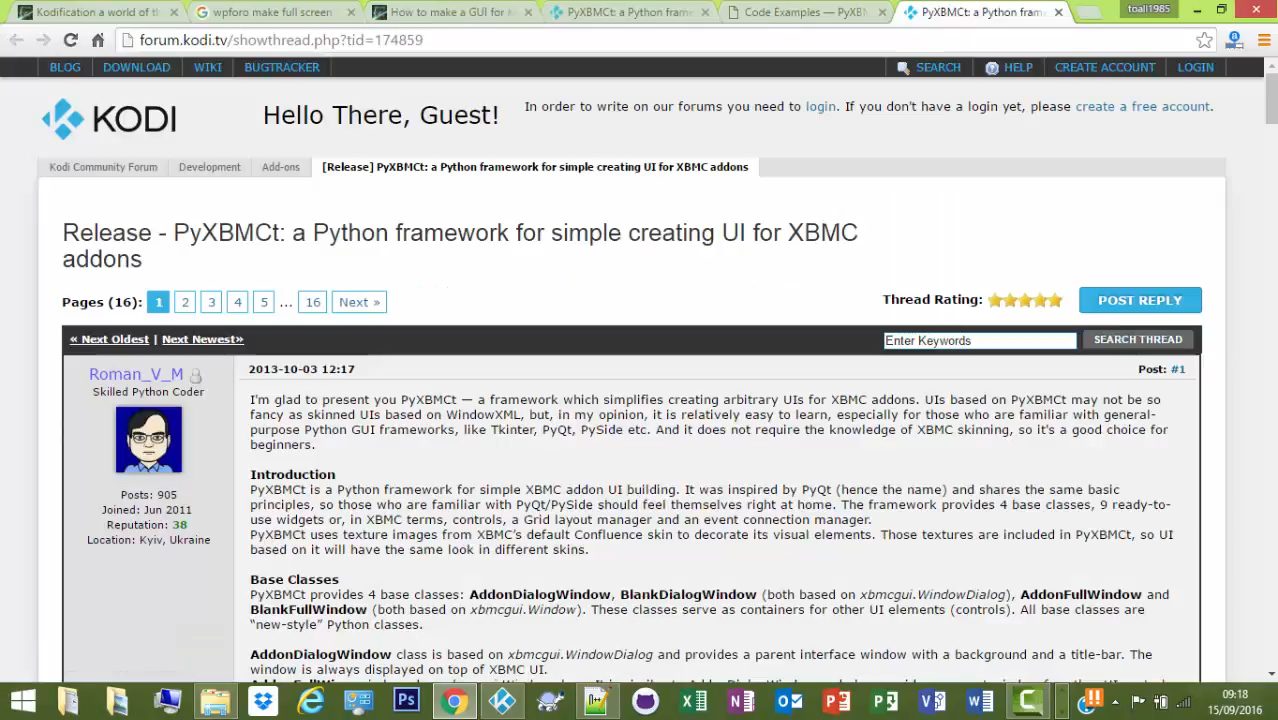 Kodification a world of th
wpforo make full screen
How to make a GUI for K
PyXBMCt: a Python frame
Code Examples — PyXBM
PyXBMCt: a Python fram
toall1985
forum.kodi.tv/showthread.php?tid=174859
BLOG DOWNLOAD WIKI BUGTRACKER SEARCH HELP CREATE ACCOUNT LOGIN
KODI
Hello There, Guest!
In order to write on our forums you need to login. If you don't have a login yet, please create a free account.
Kodi Community Forum Development Add-ons [Release] PyXBMCt: a Python framework for simple creating UI for XBMC addons
Release - PyXBMCt: a Python framework for simple creating UI for XBMC
addons
Pages (16): 1 2 3 4 5 ... 16 Next »
Thread Rating:
POST REPLY
« Next Oldest | Next Newest»
Enter Keywords
SEARCH THREAD
Roman_V_M
Skilled Python Coder
Posts: 905
Joined: Jun 2011
Reputation: 38
Location: Kyiv, Ukraine
2013-10-03 12:17
Post: #1
I'm glad to present you PyXBMCt — a framework which simplifies creating arbitrary UIs for XBMC addons. UIs based on PyXBMCt may not be so
fancy as skinned UIs based on WindowXML, but, in my opinion, it is relatively easy to learn, especially for those who are familiar with general-
purpose Python GUI frameworks, like Tkinter, PyQt, PySide etc. And it does not require the knowledge of XBMC skinning, so it's a good choice for
beginners.
Introduction
PyXBMCt is a Python framework for simple XBMC addon UI building. It was inspired by PyQt (hence the name) and shares the same basic
principles, so those who are familiar with PyQt/PySide should feel themselves right at home. The framework provides 4 base classes, 9 ready-to-
use widgets or, in XBMC terms, controls, a Grid layout manager and an event connection manager.
PyXBMCt uses texture images from XBMC's default Confluence skin to decorate its visual elements. Those textures are included in PyXBMCt, so UI
based on it will have the same look in different skins.
Base Classes
PyXBMCt provides 4 base classes: AddonDialogWindow, BlankDialogWindow (both based on xbmcgui.WindowDialog), AddonFullWindow and
BlankFullWindow (both based on xbmcgui.Window). These classes serve as containers for other UI elements (controls). All base classes are
“new-style” Python classes.
AddonDialogWindow class is based on xbmcgui.WindowDialog and provides a parent interface window with a background and a title-bar. The
window is always displayed on top of XBMC UI.
09:18
15/09/2016